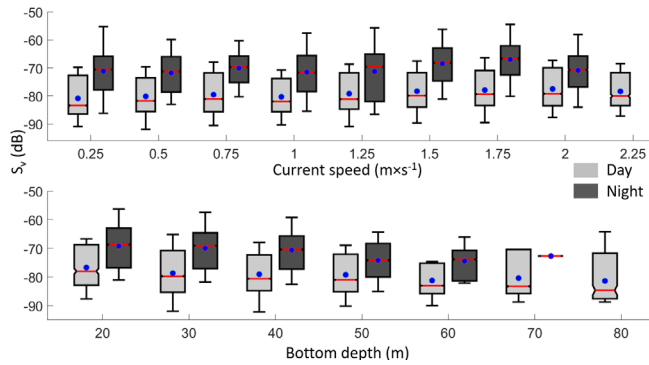 -50
-60
-70
-80
-90
0.25 0.5 0.75 1 1.25 1.5 1.75 2 2.25
Current speed (m×s⁻¹)
Sᵥ (dB)
Day
Night
-50
-60
-70
-80
-90
20 30 40 50 60 70 80
Bottom depth (m)